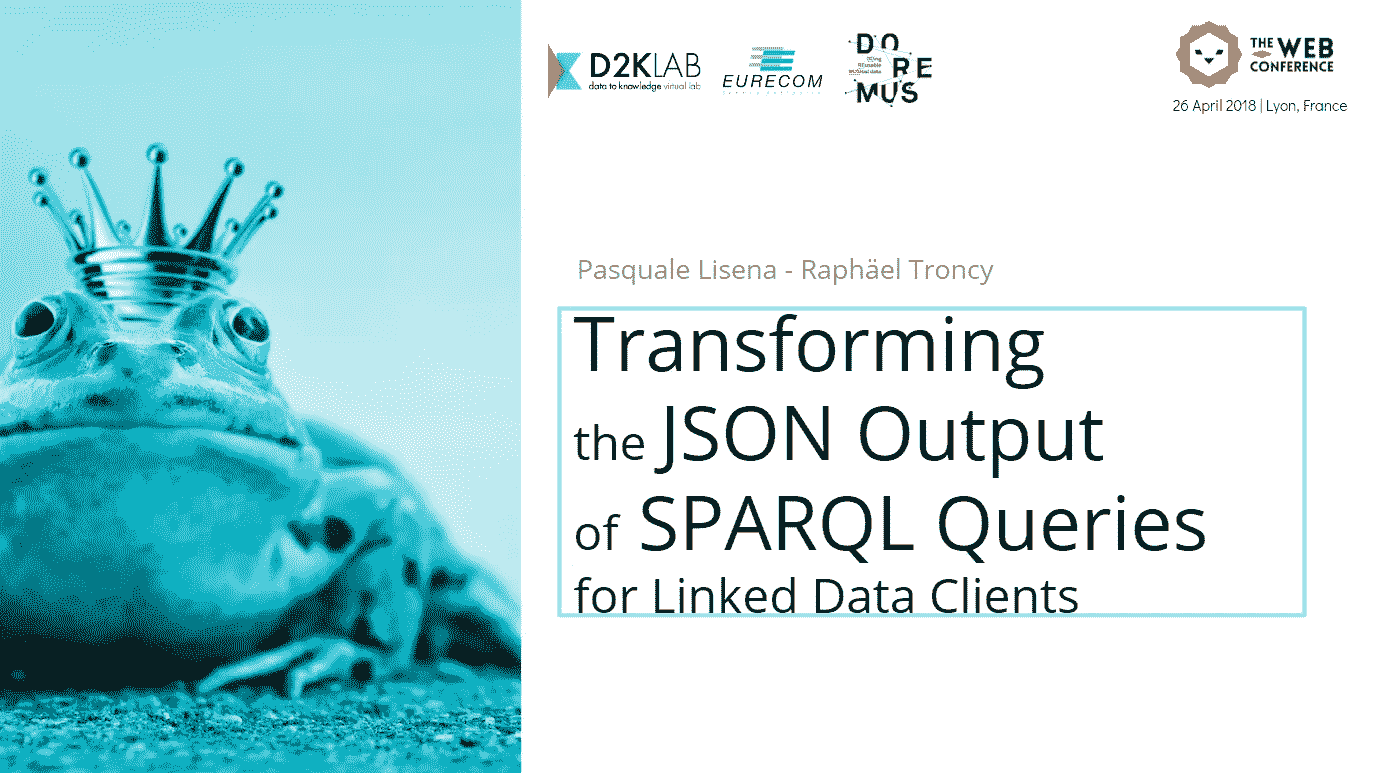 D2KLAB
data to knowledge virtual lab
EURECOM
DO
RE
MUS
THE WEB
CONFERENCE
26 April 2018 | Lyon, France
Pasquale Lisena - Raphäel Troncy
Transforming
the JSON Output
of SPARQL Queries
for Linked Data Clients